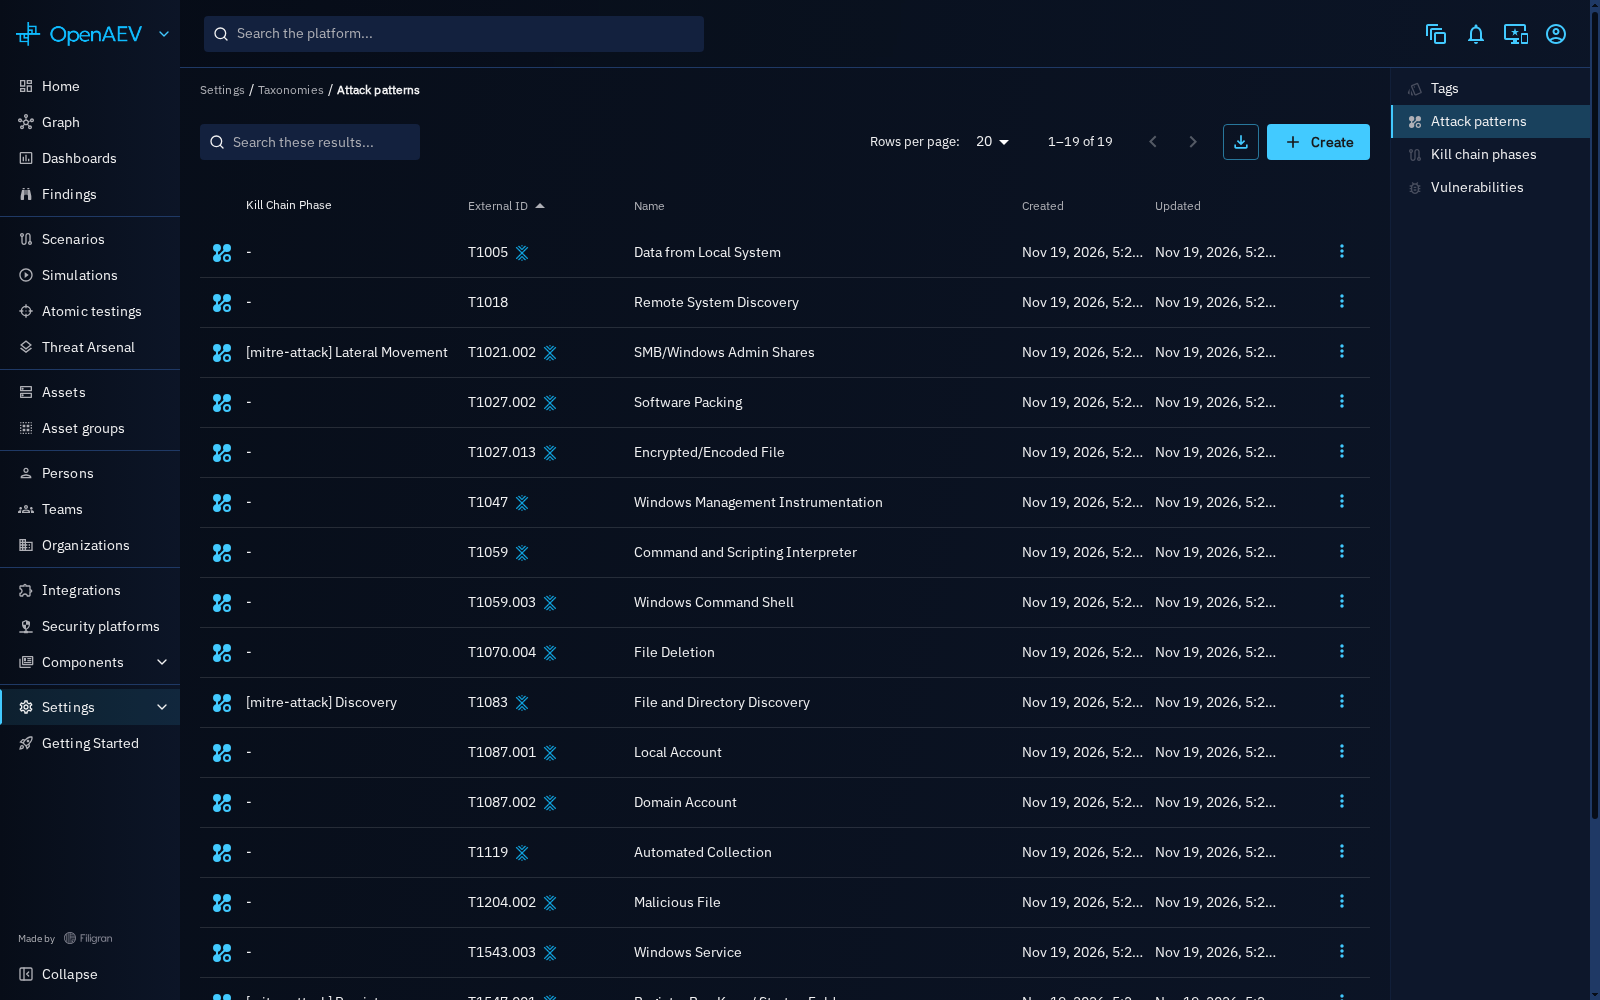 OpenAEV
Search the platform...
Home
Graph
Dashboards
Findings
Scenarios
Simulations
Atomic testings
Threat Arsenal
Assets
Asset groups
Persons
Teams
Organizations
Integrations
Security platforms
Components
Settings
Getting Started
Made by Filigran
Collapse
Settings / Taxonomies / Attack patterns
Search these results...
Rows per page: 20 1–19 of 19
Create
Kill Chain Phase External ID Name Created Updated
- T1005 Data from Local System Nov 19, 2026, 5:2... Nov 19, 2026, 5:2...
- T1018 Remote System Discovery Nov 19, 2026, 5:2... Nov 19, 2026, 5:2...
[mitre-attack] Lateral Movement T1021.002 SMB/Windows Admin Shares Nov 19, 2026, 5:2... Nov 19, 2026, 5:2...
- T1027.002 Software Packing Nov 19, 2026, 5:2... Nov 19, 2026, 5:2...
- T1027.013 Encrypted/Encoded File Nov 19, 2026, 5:2... Nov 19, 2026, 5:2...
- T1047 Windows Management Instrumentation Nov 19, 2026, 5:2... Nov 19, 2026, 5:2...
- T1059 Command and Scripting Interpreter Nov 19, 2026, 5:2... Nov 19, 2026, 5:2...
- T1059.003 Windows Command Shell Nov 19, 2026, 5:2... Nov 19, 2026, 5:2...
- T1070.004 File Deletion Nov 19, 2026, 5:2... Nov 19, 2026, 5:2...
[mitre-attack] Discovery T1083 File and Directory Discovery Nov 19, 2026, 5:2... Nov 19, 2026, 5:2...
- T1087.001 Local Account Nov 19, 2026, 5:2... Nov 19, 2026, 5:2...
- T1087.002 Domain Account Nov 19, 2026, 5:2... Nov 19, 2026, 5:2...
- T1119 Automated Collection Nov 19, 2026, 5:2... Nov 19, 2026, 5:2...
- T1204.002 Malicious File Nov 19, 2026, 5:2... Nov 19, 2026, 5:2...
- T1543.003 Windows Service Nov 19, 2026, 5:2... Nov 19, 2026, 5:2...
Tags
Attack patterns
Kill chain phases
Vulnerabilities